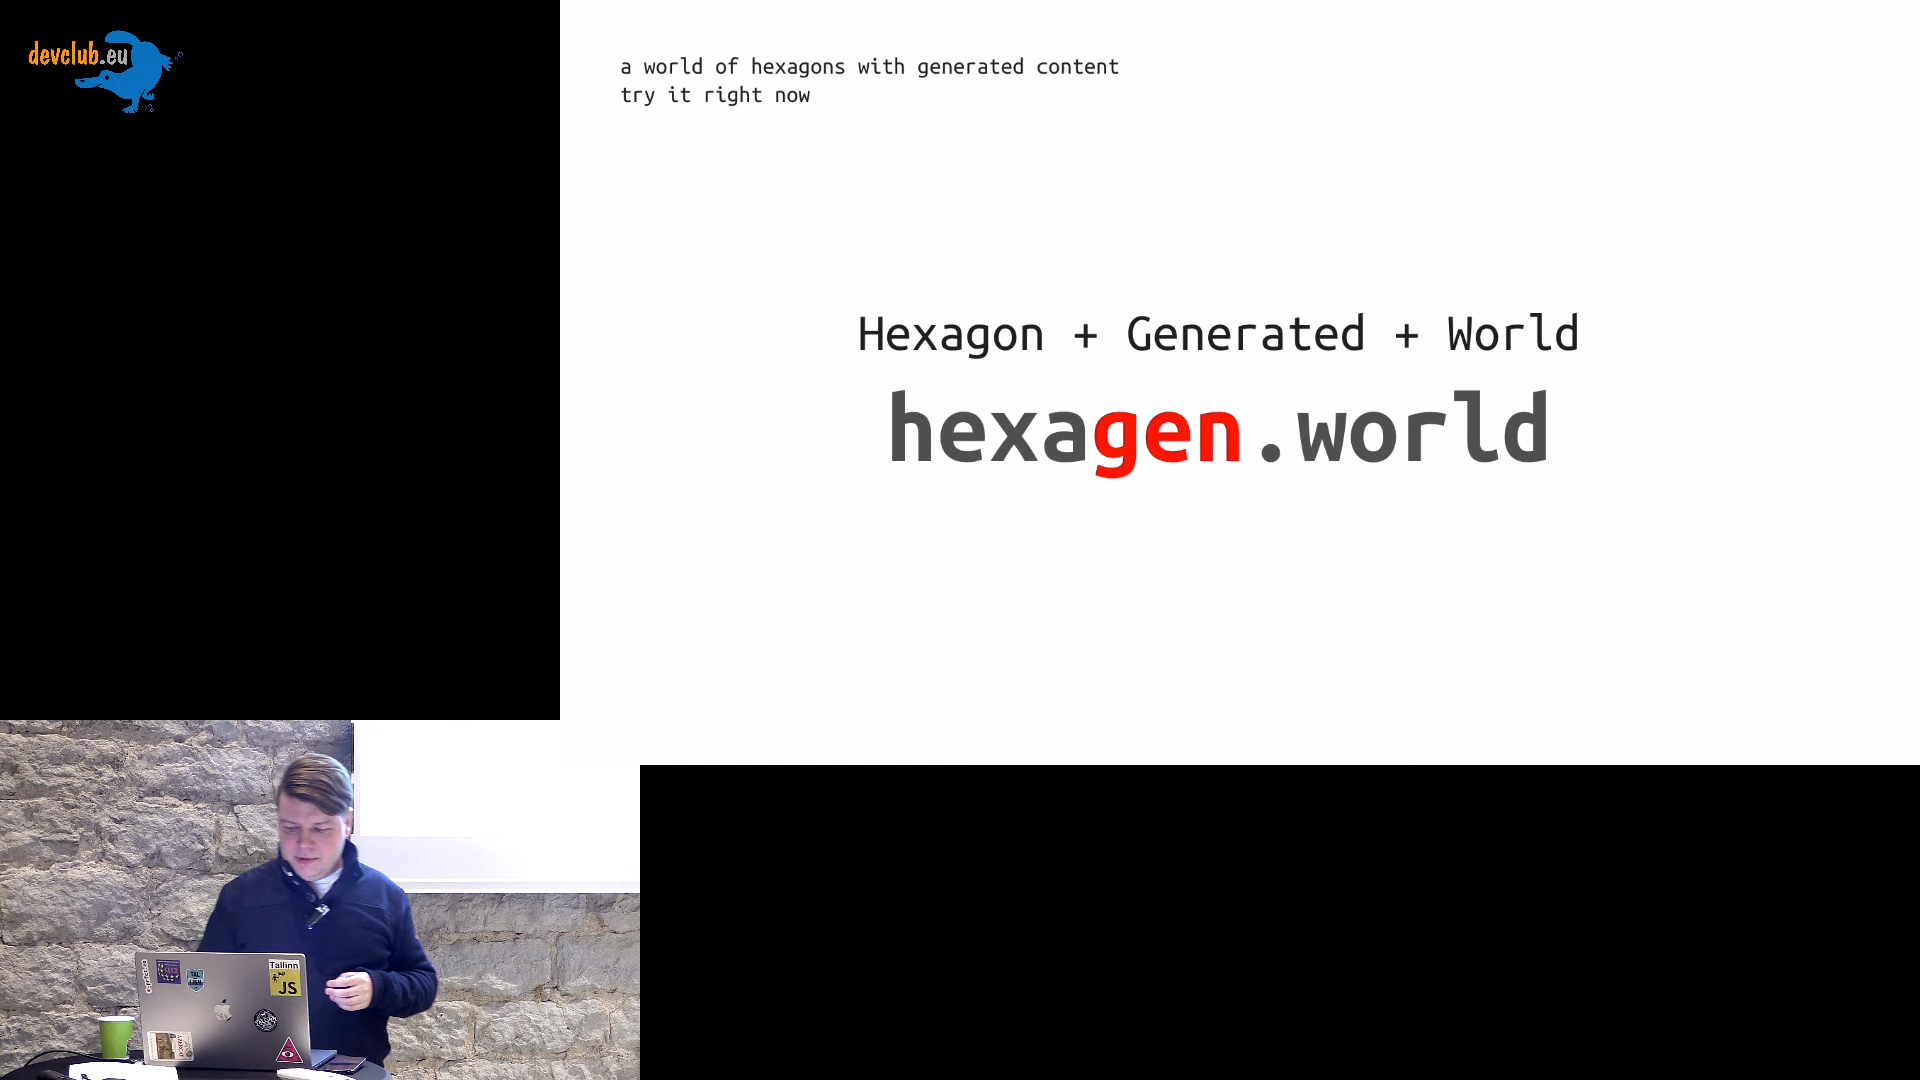 devclub.eu
a world of hexagons with generated content
try it right now
Hexagon + Generated + World
hexagen.world
Tallinn
JS